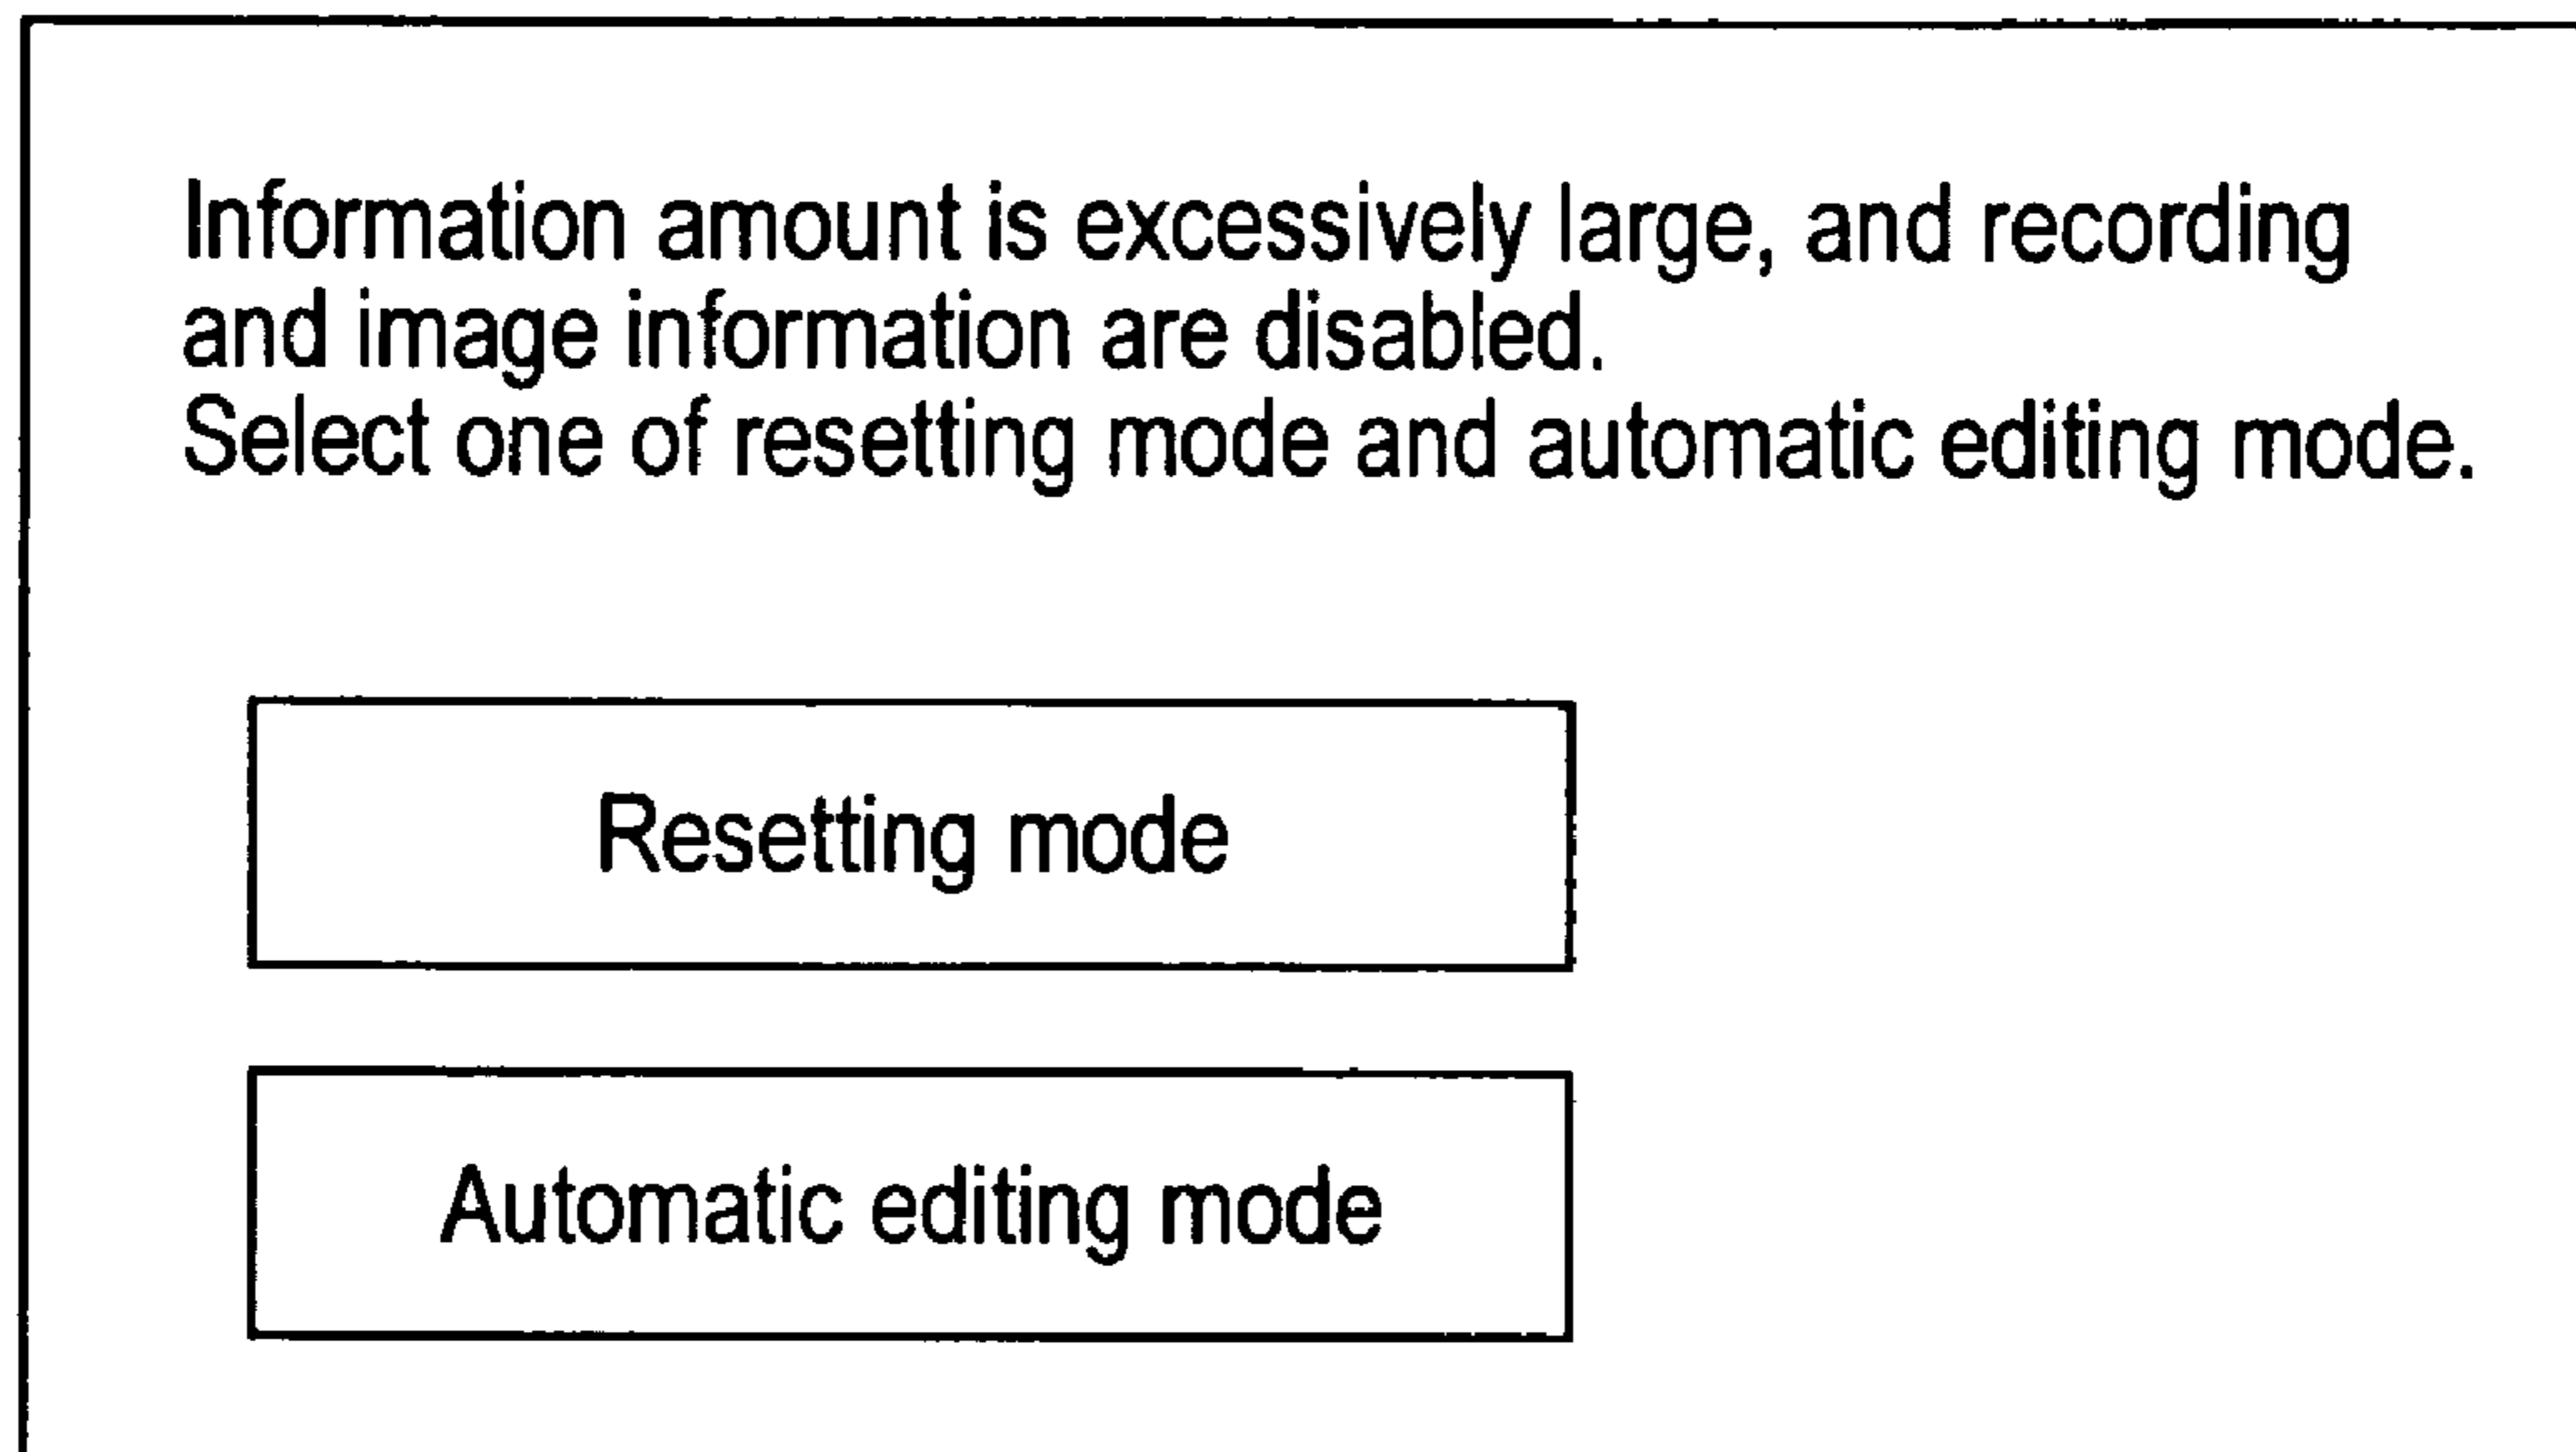 Information amount is excessively large, and recording
and image information are disabled.
Select one of resetting mode and automatic editing mode.
Resetting mode
Automatic editing mode